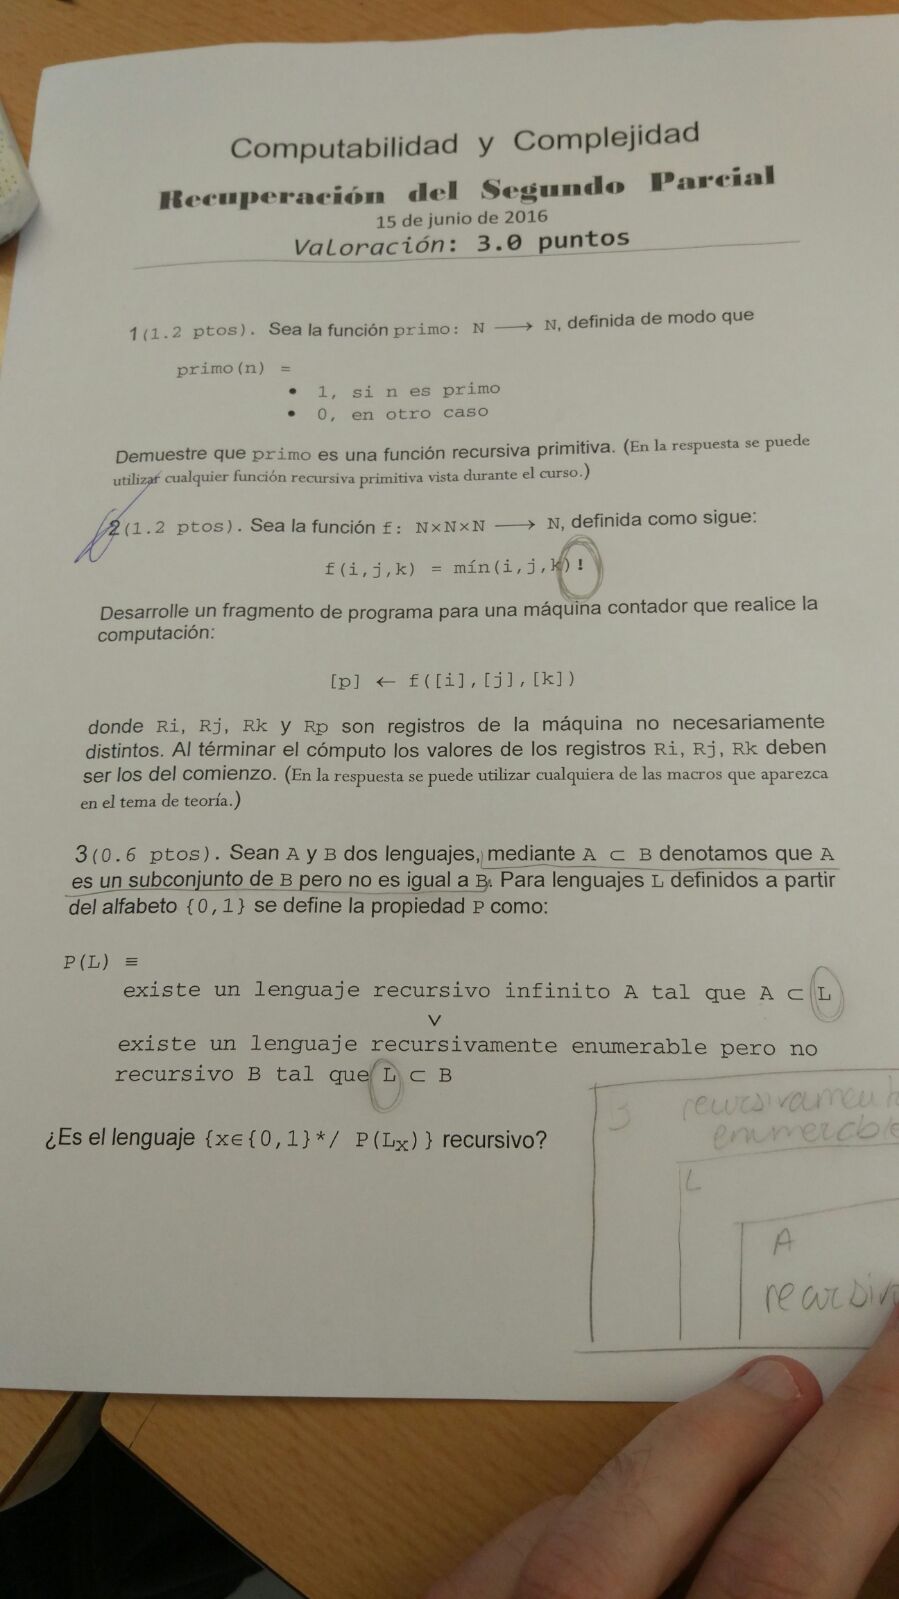 Computabilidad y Complejidad
Recuperación del Segundo Parcial
15 de junio de 2016
Valoración: 3.0 puntos
1(1.2 ptos). Sea la función primo: N ⟶ N, definida de modo que
primo(n) =
• 1, si n es primo
• 0, en otro caso
Demuestre que primo es una función recursiva primitiva. (En la respuesta se puede
utilizar cualquier función recursiva primitiva vista durante el curso.)
2(1.2 ptos). Sea la función f: N×N×N ⟶ N, definida como sigue:
f(i,j,k) = mín(i,j,k)!
Desarrolle un fragmento de programa para una máquina contador que realice la
computación:
[p] ← f([i],[j],[k])
donde Ri, Rj, Rk y Rp son registros de la máquina no necesariamente
distintos. Al términar el cómputo los valores de los registros Ri, Rj, Rk deben
ser los del comienzo. (En la respuesta se puede utilizar cualquiera de las macros que aparezca
en el tema de teoría.)
3(0.6 ptos). Sean A y B dos lenguajes, mediante A ⊂ B denotamos que A
es un subconjunto de B pero no es igual a B. Para lenguajes L definidos a partir
del alfabeto {0,1} se define la propiedad P como:
P(L) ≡
existe un lenguaje recursivo infinito A tal que A ⊂ L
∨
existe un lenguaje recursivamente enumerable pero no
recursivo B tal que L ⊂ B
¿Es el lenguaje {x∈{0,1}*/ P(Lx)} recursivo?
B
L
A